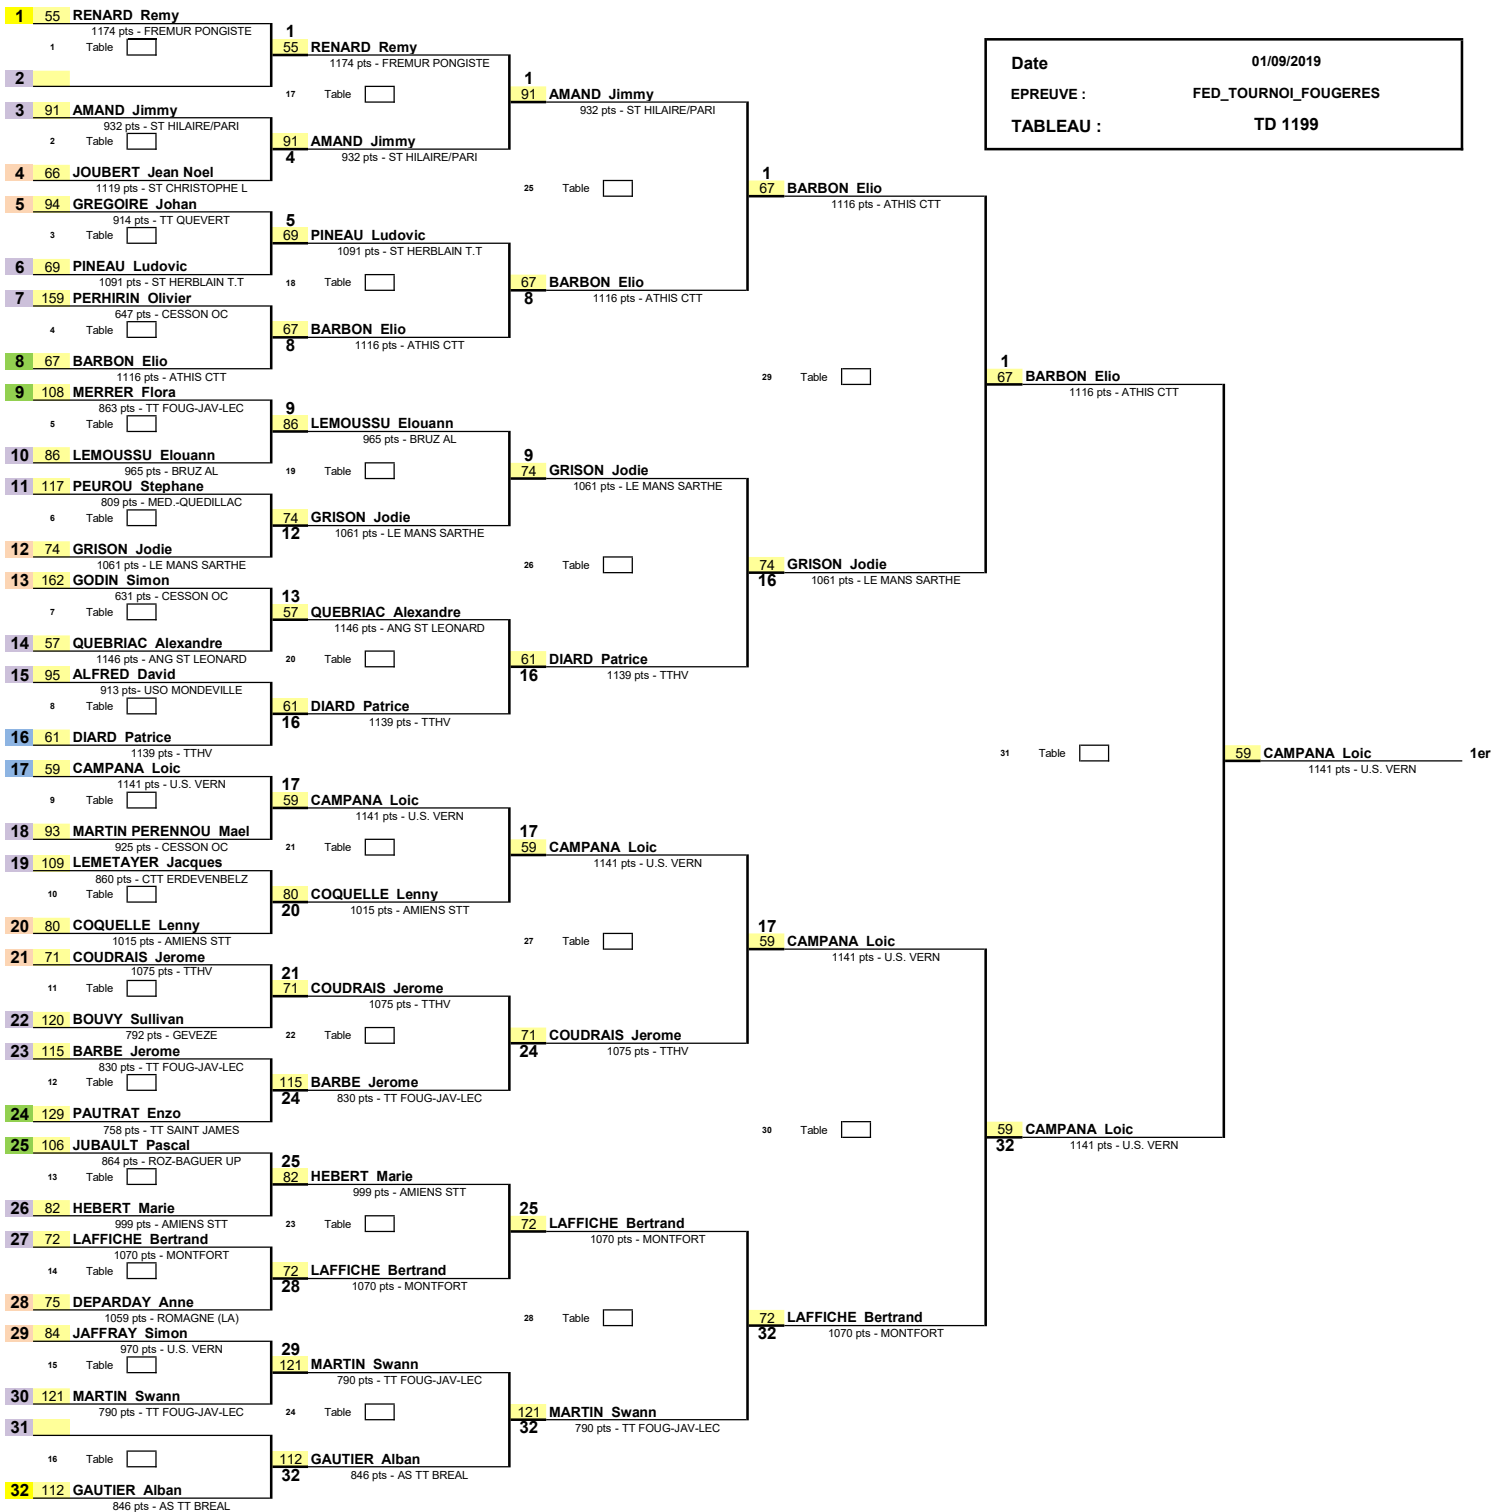 Date 01/09/2019
EPREUVE : FED_TOURNOI_FOUGERES
TABLEAU : TD 1199
1 55 RENARD Remy
1174 pts - FREMUR PONGISTE
1 Table
2
3 91 AMAND Jimmy
932 pts - ST HILAIRE/PARI
2 Table
4 66 JOUBERT Jean Noel
1119 pts - ST CHRISTOPHE L
5 94 GREGOIRE Johan
914 pts - TT QUEVERT
3 Table
6 69 PINEAU Ludovic
1091 pts - ST HERBLAIN T.T
7 159 PERHIRIN Olivier
647 pts - CESSON OC
4 Table
8 67 BARBON Elio
1116 pts - ATHIS CTT
9 108 MERRER Flora
863 pts - TT FOUG-JAV-LEC
5 Table
10 86 LEMOUSSU Elouann
965 pts - BRUZ AL
11 117 PEUROU Stephane
809 pts - MED.-QUEDILLAC
6 Table
12 74 GRISON Jodie
1061 pts - LE MANS SARTHE
13 162 GODIN Simon
631 pts - CESSON OC
7 Table
14 57 QUEBRIAC Alexandre
1146 pts - ANG ST LEONARD
15 95 ALFRED David
913 pts- USO MONDEVILLE
8 Table
16 61 DIARD Patrice
1139 pts - TTHV
17 59 CAMPANA Loic
1141 pts - U.S. VERN
9 Table
18 93 MARTIN PERENNOU Mael
925 pts - CESSON OC
19 109 LEMETAYER Jacques
860 pts - CTT ERDEVENBELZ
10 Table
20 80 COQUELLE Lenny
1015 pts - AMIENS STT
21 71 COUDRAIS Jerome
1075 pts - TTHV
11 Table
22 120 BOUVY Sullivan
792 pts - GEVEZE
23 115 BARBE Jerome
830 pts - TT FOUG-JAV-LEC
12 Table
24 129 PAUTRAT Enzo
758 pts - TT SAINT JAMES
25 106 JUBAULT Pascal
864 pts - ROZ-BAGUER UP
13 Table
26 82 HEBERT Marie
999 pts - AMIENS STT
27 72 LAFFICHE Bertrand
1070 pts - MONTFORT
14 Table
28 75 DEPARDAY Anne
1059 pts - ROMAGNE (LA)
29 84 JAFFRAY Simon
970 pts - U.S. VERN
15 Table
30 121 MARTIN Swann
790 pts - TT FOUG-JAV-LEC
31
16 Table
32 112 GAUTIER Alban
846 pts - AS TT BREAL
1
55 RENARD Remy
1174 pts - FREMUR PONGISTE
17 Table
91 AMAND Jimmy
4 932 pts - ST HILAIRE/PARI
5
69 PINEAU Ludovic
1091 pts - ST HERBLAIN T.T
18 Table
67 BARBON Elio
8 1116 pts - ATHIS CTT
9
86 LEMOUSSU Elouann
965 pts - BRUZ AL
19 Table
74 GRISON Jodie
12 1061 pts - LE MANS SARTHE
13
57 QUEBRIAC Alexandre
1146 pts - ANG ST LEONARD
20 Table
61 DIARD Patrice
16 1139 pts - TTHV
17
59 CAMPANA Loic
1141 pts - U.S. VERN
21 Table
80 COQUELLE Lenny
20 1015 pts - AMIENS STT
21
71 COUDRAIS Jerome
1075 pts - TTHV
22 Table
115 BARBE Jerome
24 830 pts - TT FOUG-JAV-LEC
25
82 HEBERT Marie
999 pts - AMIENS STT
23 Table
72 LAFFICHE Bertrand
28 1070 pts - MONTFORT
29
121 MARTIN Swann
790 pts - TT FOUG-JAV-LEC
24 Table
112 GAUTIER Alban
32 846 pts - AS TT BREAL
1
91 AMAND Jimmy
932 pts - ST HILAIRE/PARI
25 Table
67 BARBON Elio
8 1116 pts - ATHIS CTT
9
74 GRISON Jodie
1061 pts - LE MANS SARTHE
26 Table
61 DIARD Patrice
16 1139 pts - TTHV
17
59 CAMPANA Loic
1141 pts - U.S. VERN
27 Table
71 COUDRAIS Jerome
24 1075 pts - TTHV
25
72 LAFFICHE Bertrand
1070 pts - MONTFORT
28 Table
121 MARTIN Swann
32 790 pts - TT FOUG-JAV-LEC
1
67 BARBON Elio
1116 pts - ATHIS CTT
29 Table
74 GRISON Jodie
16 1061 pts - LE MANS SARTHE
17
59 CAMPANA Loic
1141 pts - U.S. VERN
30 Table
72 LAFFICHE Bertrand
32 1070 pts - MONTFORT
1
67 BARBON Elio
1116 pts - ATHIS CTT
31 Table
59 CAMPANA Loic
32 1141 pts - U.S. VERN
59 CAMPANA Loic 1er
1141 pts - U.S. VERN